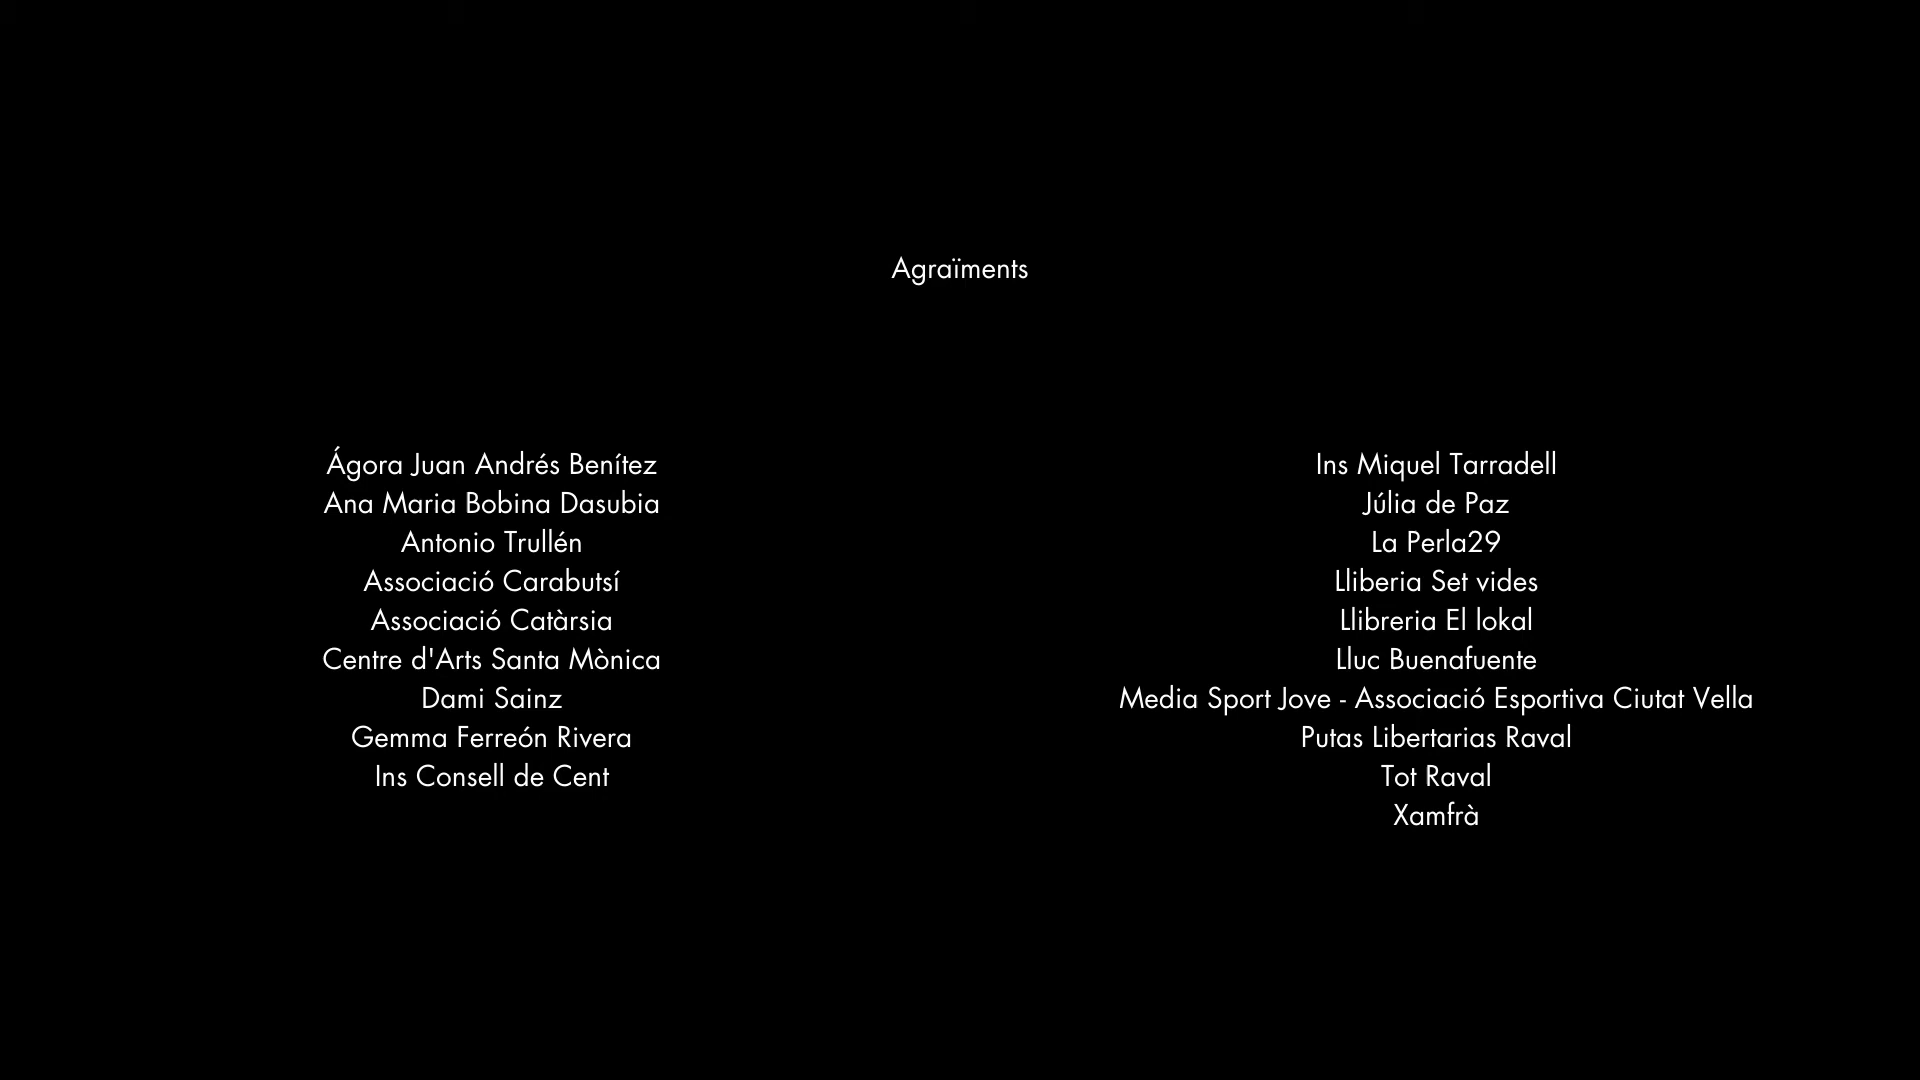 Agraïments
Ágora Juan Andrés Benítez
Ana Maria Bobina Dasubia
Antonio Trullén
Associació Carabutsí
Associació Catàrsia
Centre d'Arts Santa Mònica
Dami Sainz
Gemma Ferreón Rivera
Ins Consell de Cent
Ins Miquel Tarradell
Júlia de Paz
La Perla29
Lliberia Set vides
Llibreria El lokal
Lluc Buenafuente
Media Sport Jove - Associació Esportiva Ciutat Vella
Putas Libertarias Raval
Tot Raval
Xamfrà